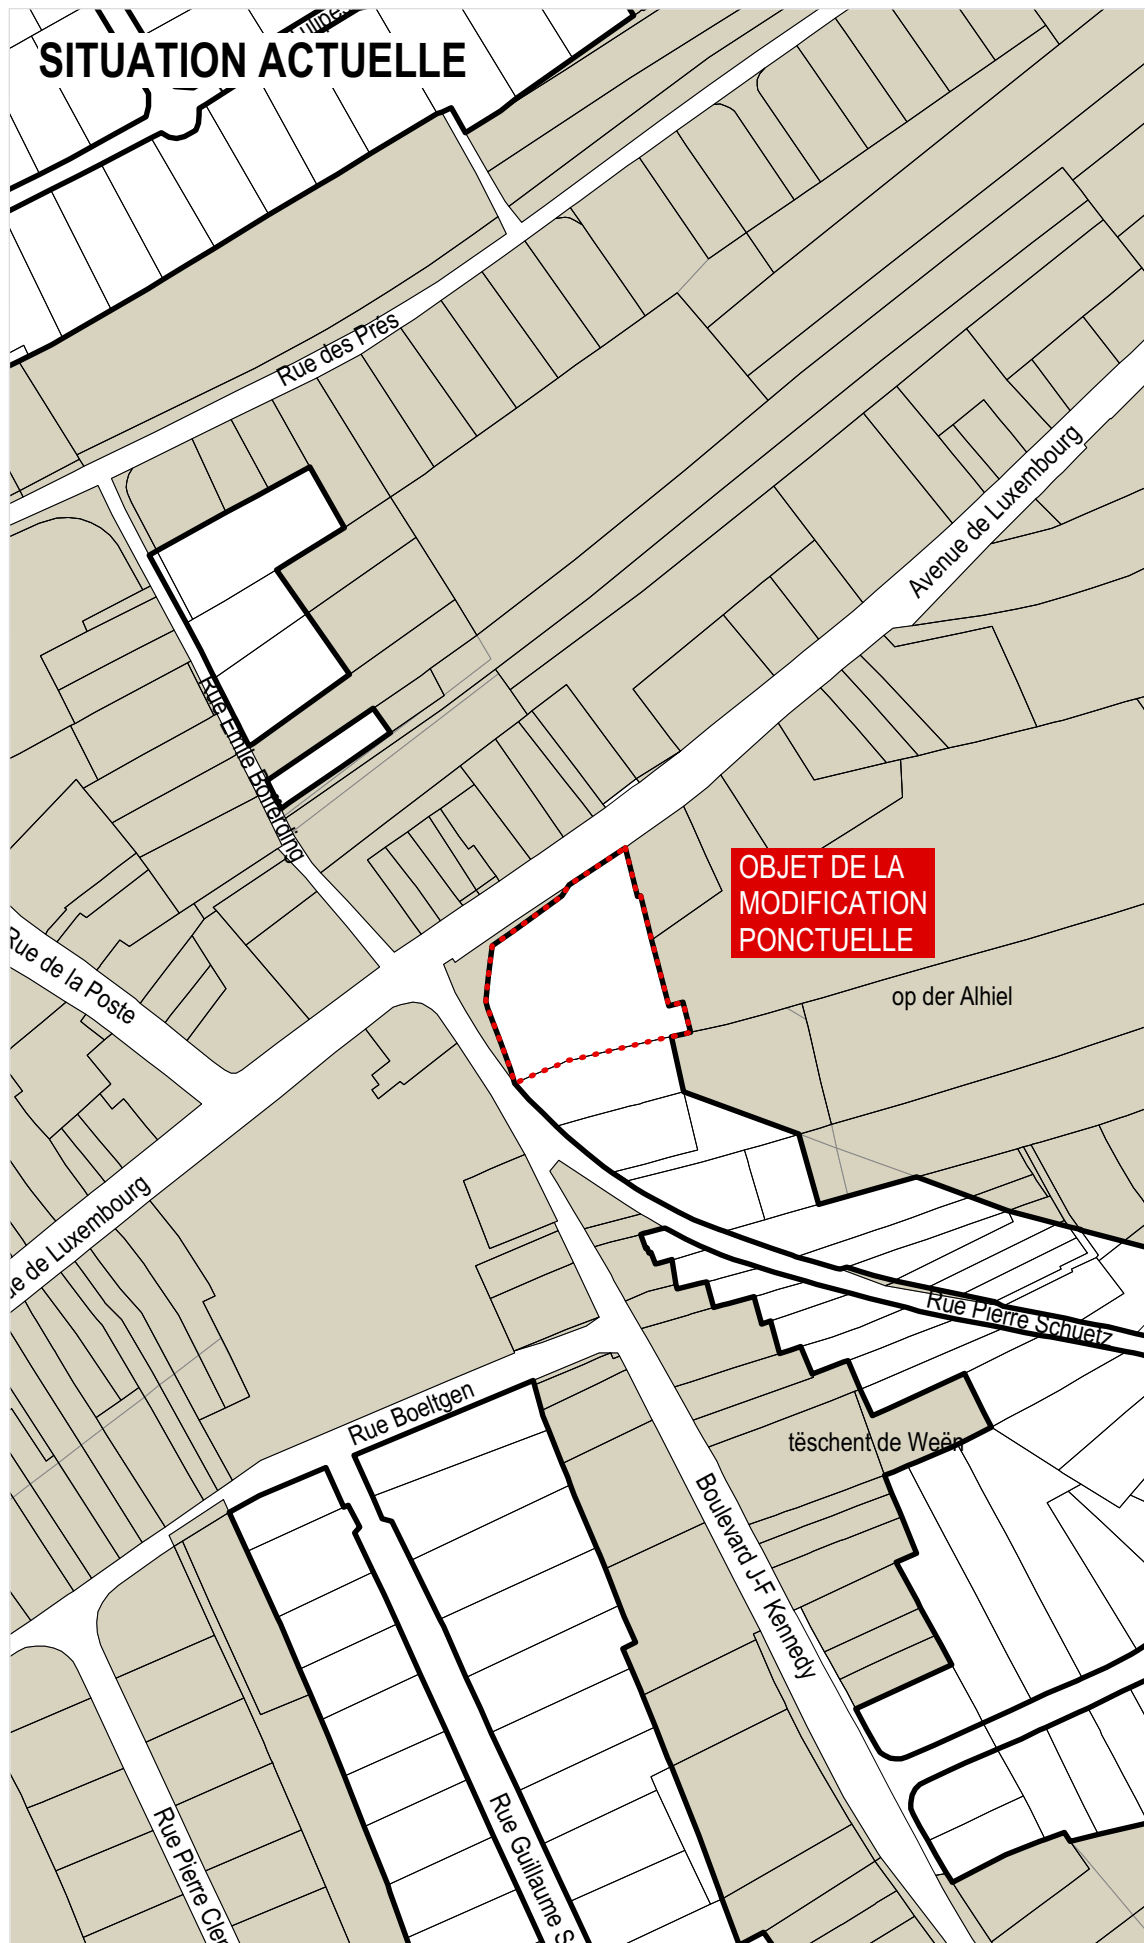 SITUATION ACTUELLE
Rue des Prés
Avenue de Luxembourg
Rue Emile Bofferding
OBJET DE LA
MODIFICATION
PONCTUELLE
Rue de la Poste
op der Alhiel
de Luxembourg
Rue Pierre Schuetz
Rue Boeltgen
tëschent de Weën
Boulevard J-F Kennedy
Rue Guillaume S
Rue Pierre Cler